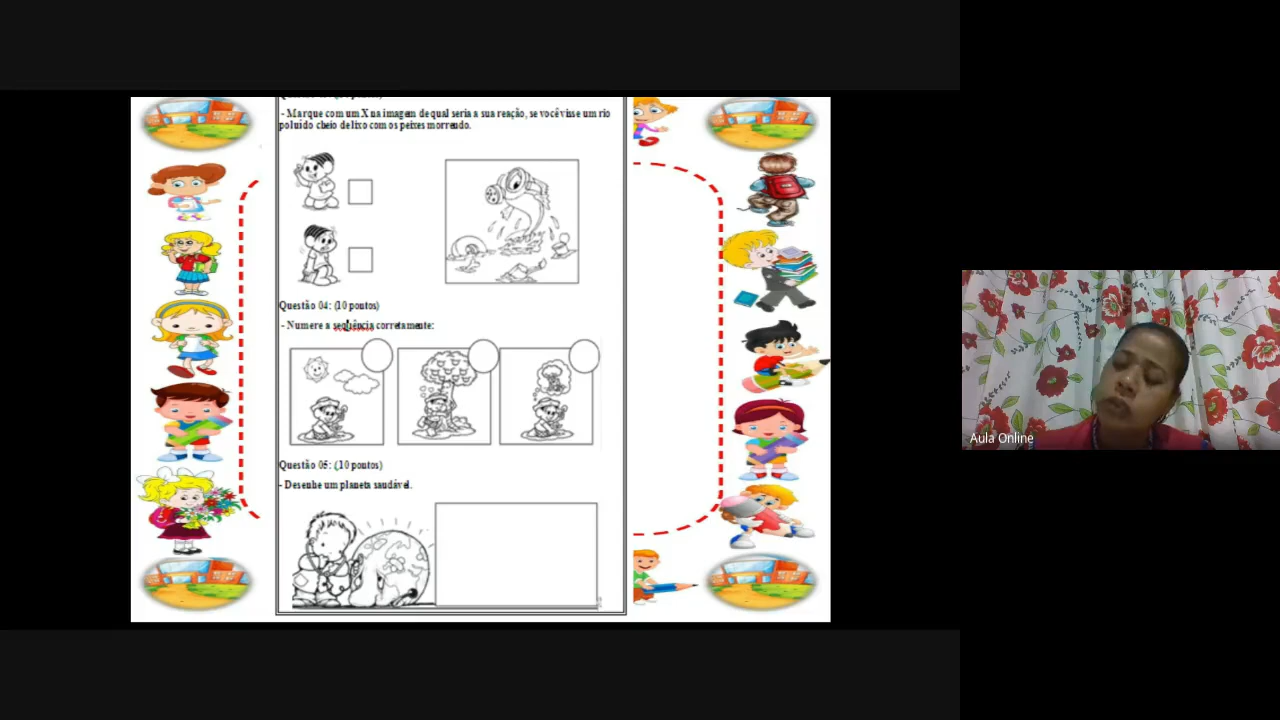 - Marque com um X na imagem de qual seria a sua reação, se você visse um rio
poluído cheio de lixo com os peixes morrendo.
Questão 04: (10 pontos)
- Numere a seqüência corretamente:
Questão 05: (10 pontos)
- Desenhe um planeta saudável.
Aula Online